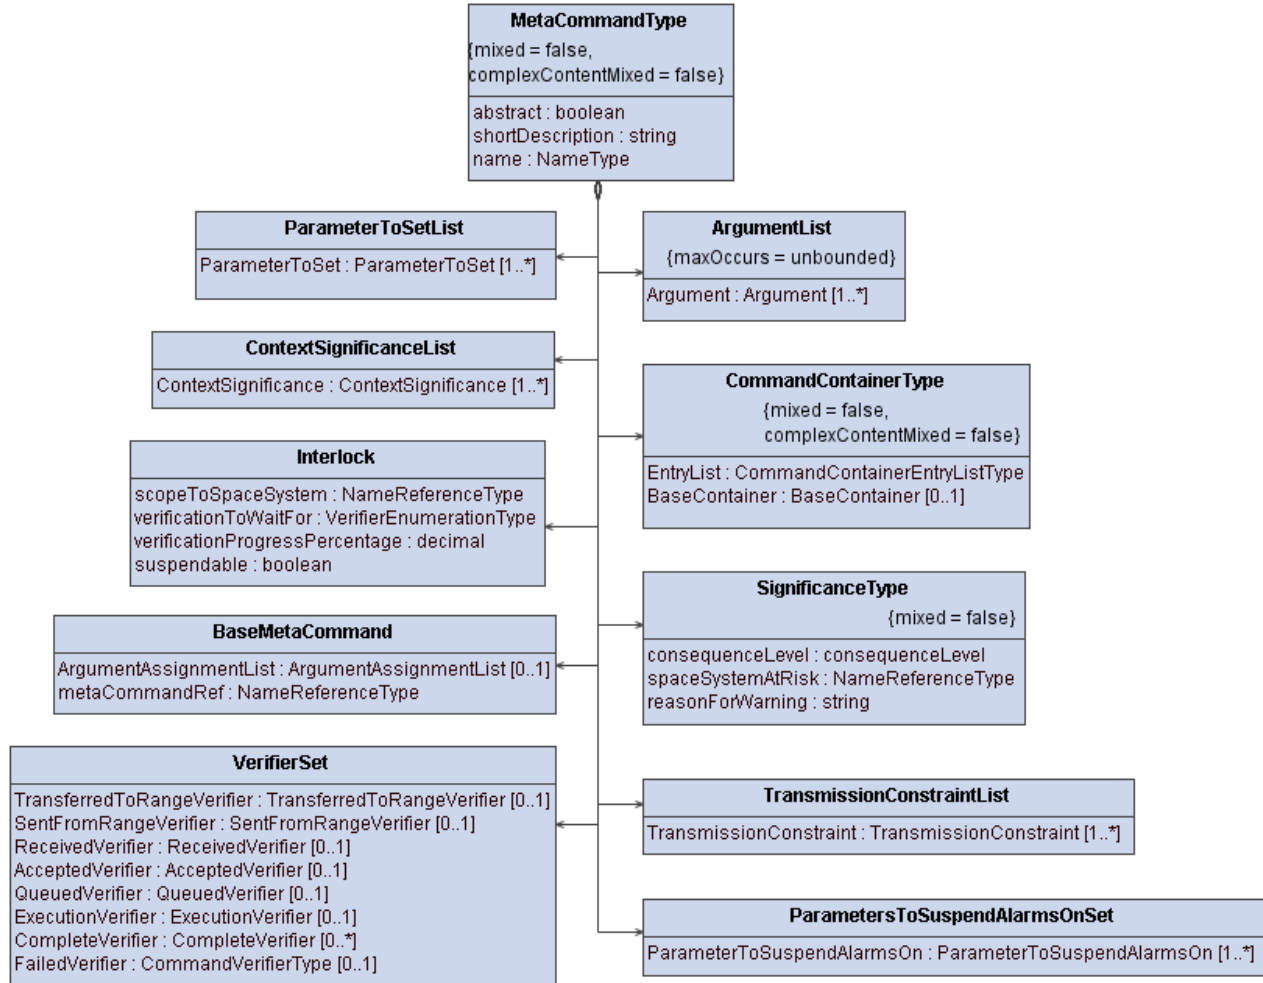 MetaCommandType
{mixed = false,
complexContentMixed = false}
abstract : boolean
shortDescription : string
name : NameType
ParameterToSetList
ParameterToSet : ParameterToSet [1..*]
ArgumentList
{maxOccurs = unbounded}
Argument : Argument [1..*]
ContextSignificanceList
ContextSignificance : ContextSignificance [1..*]
CommandContainerType
{mixed = false,
complexContentMixed = false}
EntryList : CommandContainerEntryListType
BaseContainer : BaseContainer [0..1]
Interlock
scopeToSpaceSystem : NameReferenceType
verificationToWaitFor : VerifierEnumerationType
verificationProgressPercentage : decimal
suspendable : boolean
SignificanceType
{mixed = false}
consequenceLevel : consequenceLevel
spaceSystemAtRisk : NameReferenceType
reasonForWarning : string
BaseMetaCommand
ArgumentAssignmentList : ArgumentAssignmentList [0..1]
metaCommandRef : NameReferenceType
VerifierSet
TransferredToRangeVerifier : TransferredToRangeVerifier [0..1]
SentFromRangeVerifier : SentFromRangeVerifier [0..1]
ReceivedVerifier : ReceivedVerifier [0..1]
AcceptedVerifier : AcceptedVerifier [0..1]
QueuedVerifier : QueuedVerifier [0..1]
ExecutionVerifier : ExecutionVerifier [0..1]
CompleteVerifier : CompleteVerifier [0..*]
FailedVerifier : CommandVerifierType [0..1]
TransmissionConstraintList
TransmissionConstraint : TransmissionConstraint [1..*]
ParametersToSuspendAlarmsOnSet
ParameterToSuspendAlarmsOn : ParameterToSuspendAlarmsOn [1..*]